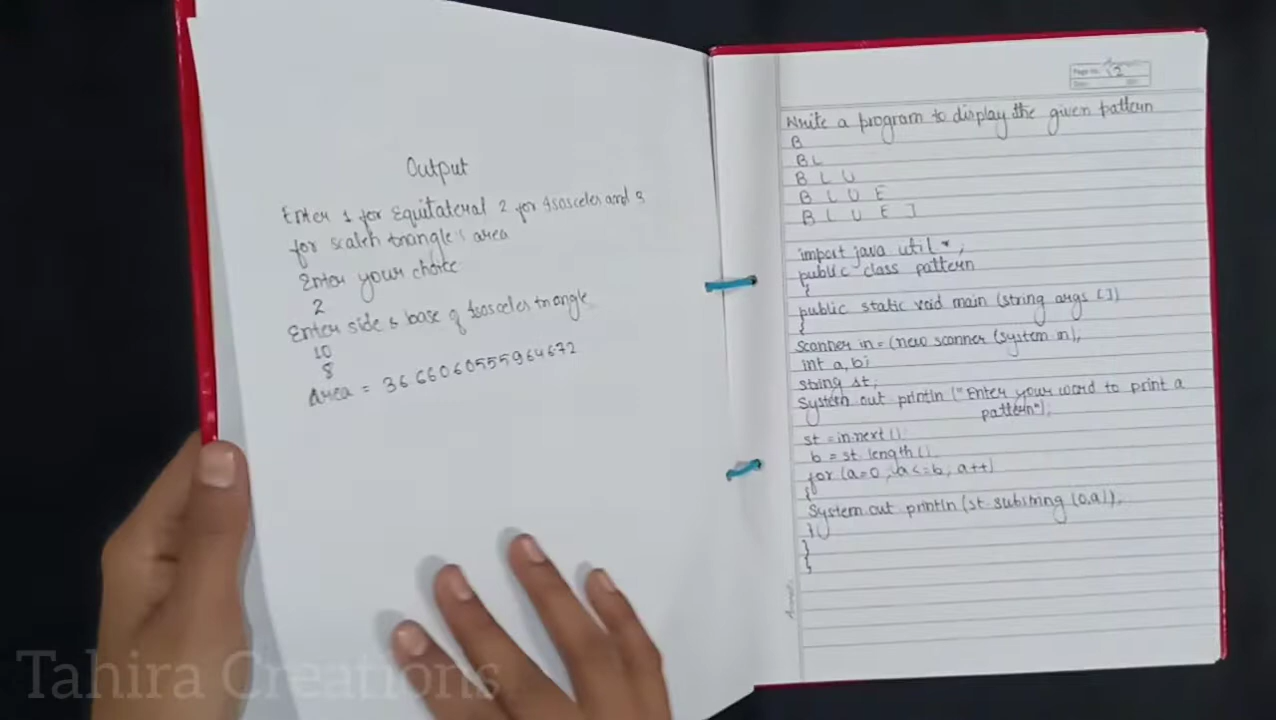 Output
Enter 1 for Equilateral 2 for Isosceles and 3
for scalen triangle's area
Enter your choice
2
Enter side & base of Isosceles triangle
10
8
Area = 36 66060555964672
Page No. 12
Write a program to display the given pattern
B
B L
B L U
B L U E
B L U E J
import java util *;
public class pattern
{
public static void main (string args [])
{
scanner in = (new scanner (system in),
int a, b;
string st;
System out println ("Enter your word to print a
pattern");
st = in.next ()
b = st. length ()
for (a=0, a<=b, a++)
{
System.out println (st substring (0,a)),
}
}
}
Tahira Creations